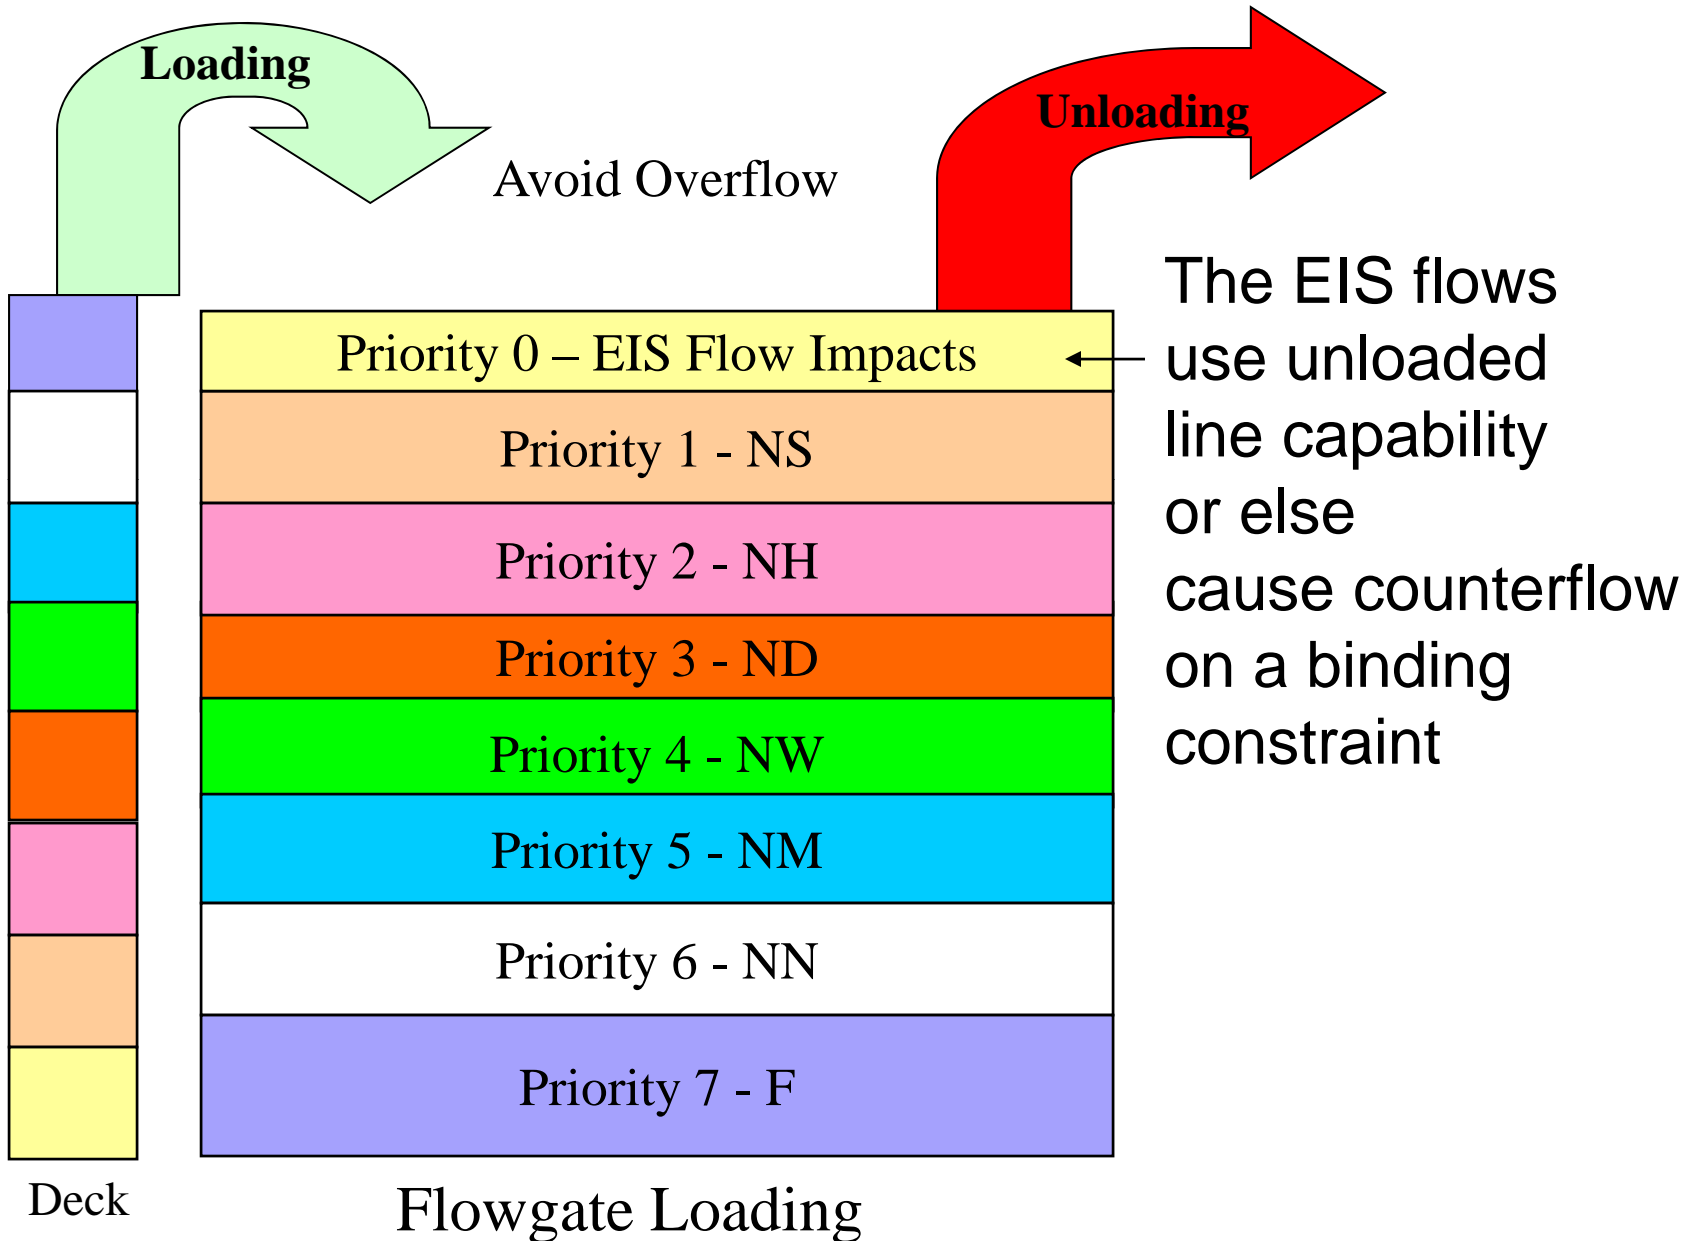 Loading
Unloading
Avoid Overflow
Priority 0 – EIS Flow Impacts
Priority 1 - NS
Priority 2 - NH
Priority 3 - ND
Priority 4 - NW
Priority 5 - NM
Priority 6 - NN
Priority 7 - F
The EIS flows
use unloaded
line capability
or else
cause counterflow
on a binding
constraint
Deck
Flowgate Loading